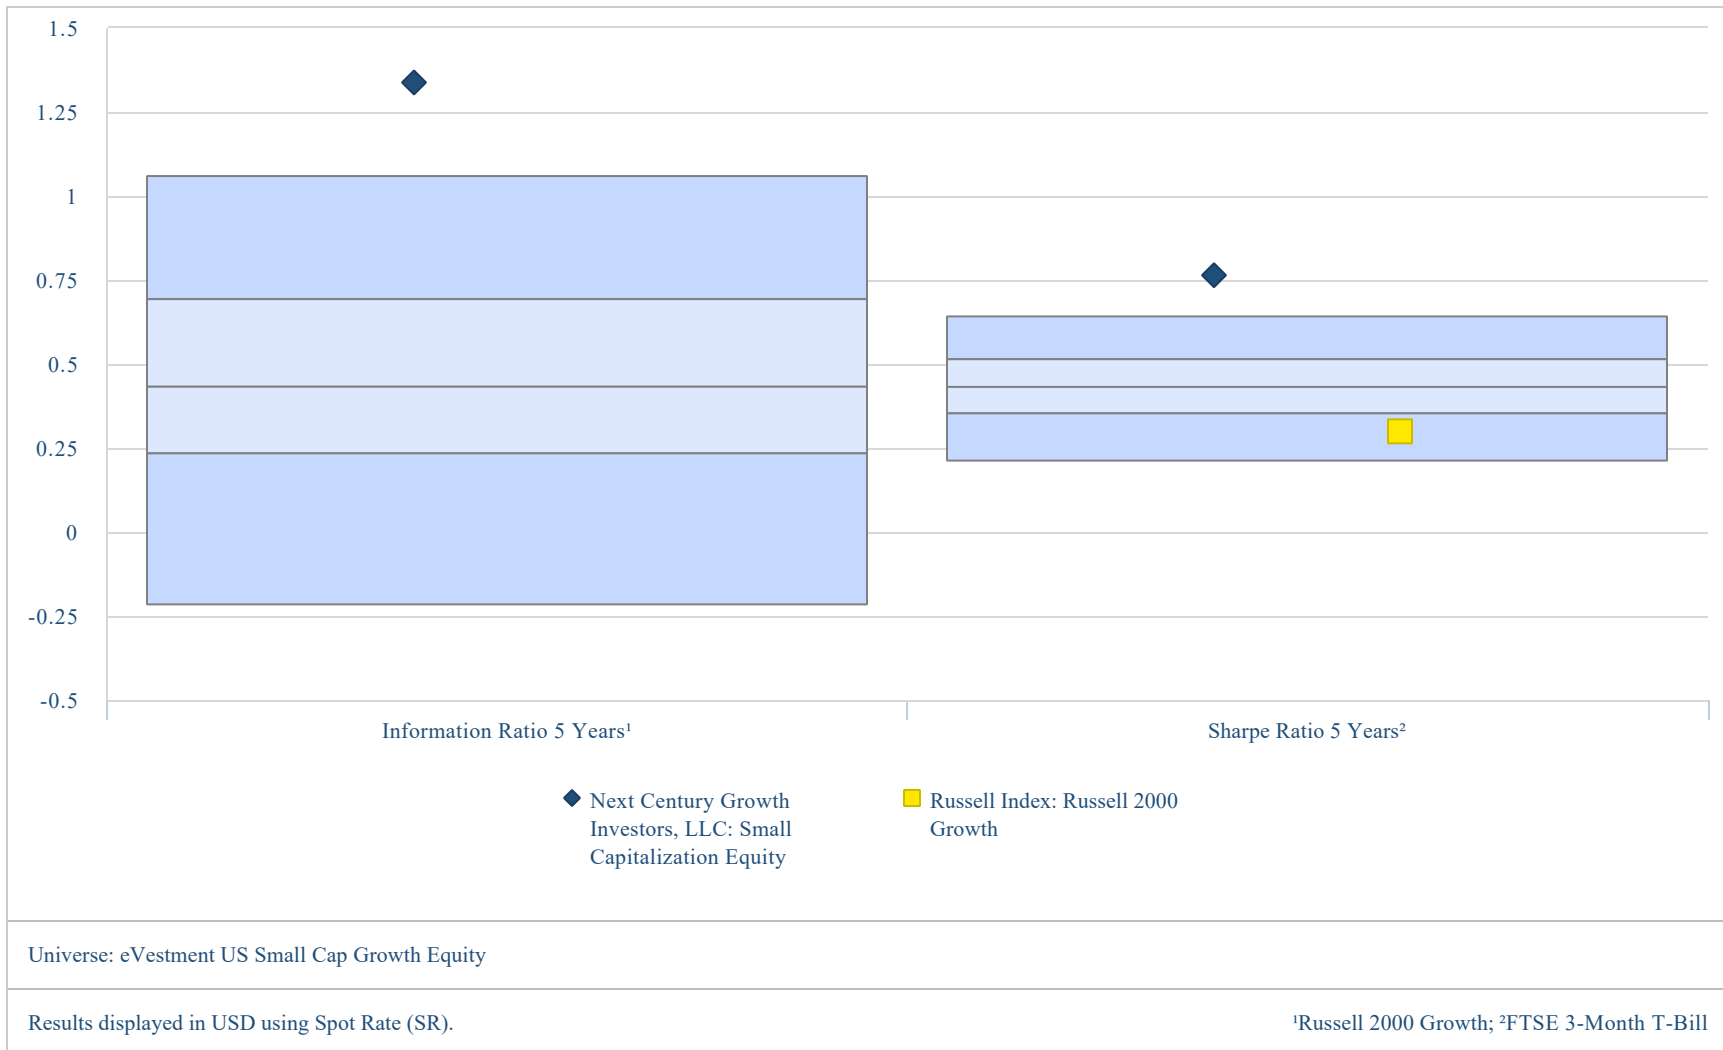 1.5
1.25
1
0.75
0.5
0.25
0
-0.25
-0.5
Information Ratio 5 Years¹
Sharpe Ratio 5 Years²
Next Century Growth
Investors, LLC: Small
Capitalization Equity
Russell Index: Russell 2000
Growth
Universe: eVestment US Small Cap Growth Equity
Results displayed in USD using Spot Rate (SR).
¹Russell 2000 Growth; ²FTSE 3-Month T-Bill